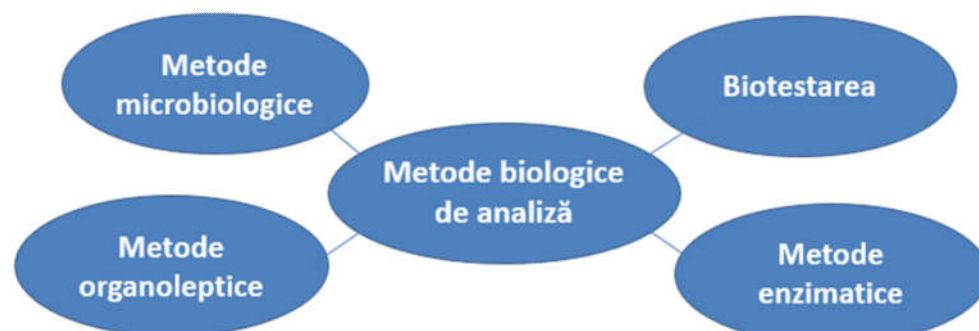 Metode
microbiologice
Biotestarea
Metode biologice
de analiză
Metode
organoleptice
Metode
enzimatice